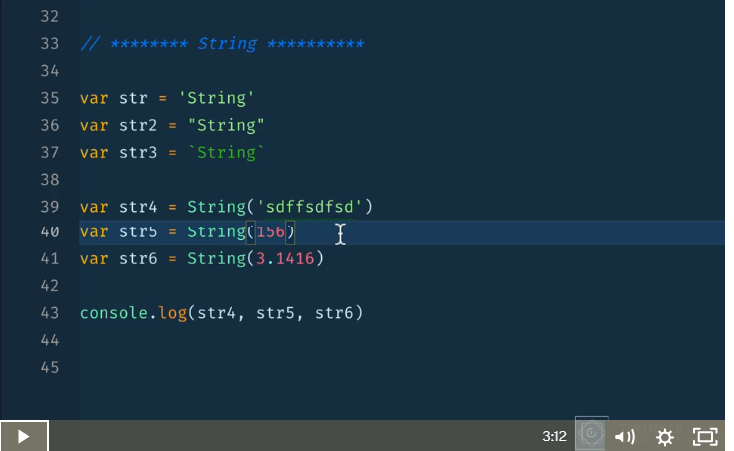 32
33 // ******** String **********
34
35 var str = 'String'
36 var str2 = "String"
37 var str3 = `String`
38
39 var str4 = String('sdffsdfsd')
40 var str5 = String(156)
41 var str6 = String(3.1416)
42
43 console.log(str4, str5, str6)
44
45
3:12